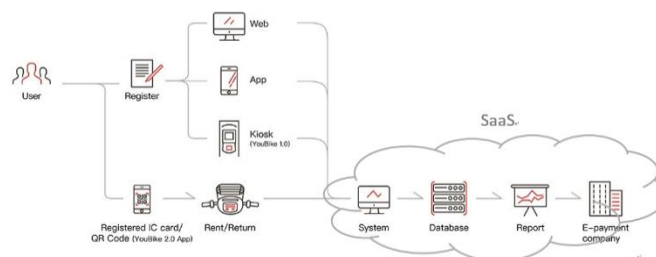 Web
User
Register
App
Kiosk
(YouBike 1.0)
SaaS
Registered IC card/
QR Code (YouBike 2.0 App)
Rent/Return
System
Database
Report
E-payment
company